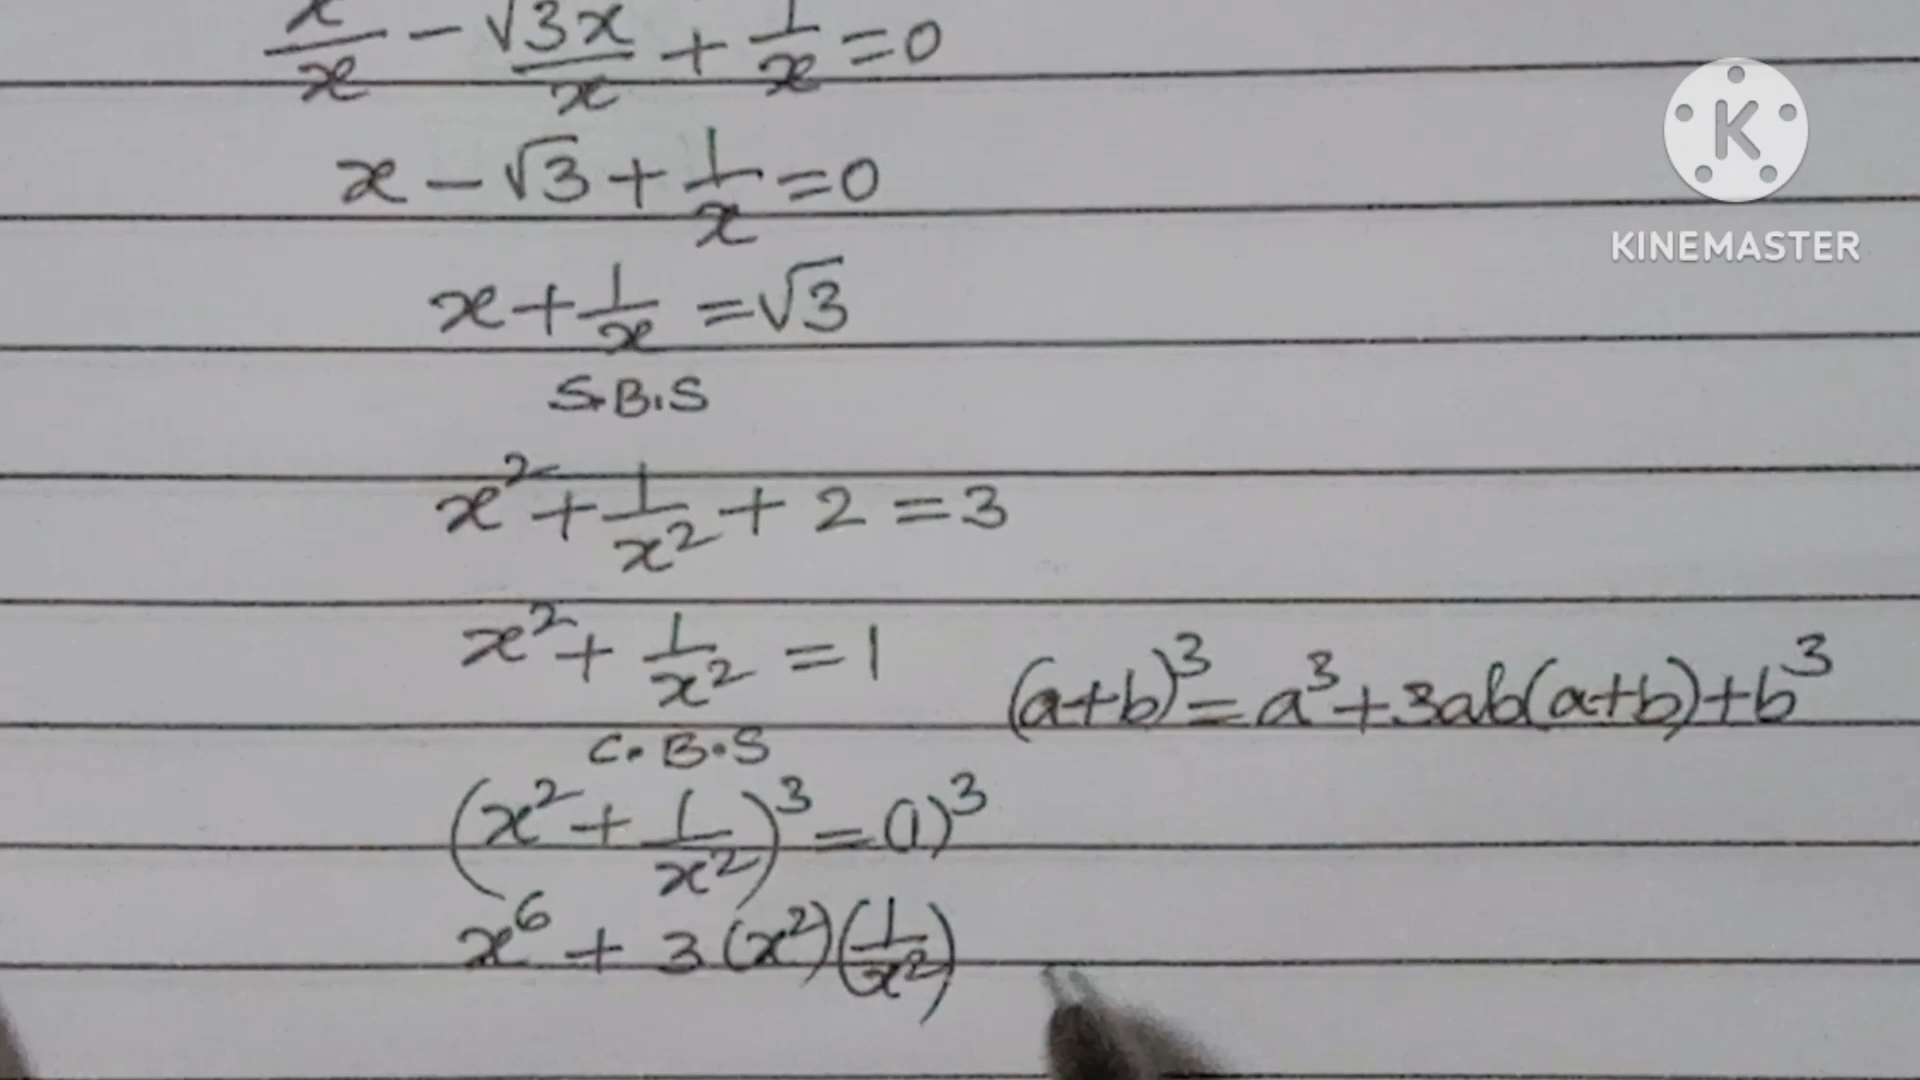 x/x - √3x/x + 1/x = 0
x - √3 + 1/x = 0
x + 1/x = √3
S.B.S
x² + 1/x² + 2 = 3
x² + 1/x² = 1
(a+b)³ = a³ + 3ab(a+b) + b³
C.B.S
(x² + 1/x²)³ = (1)³
x⁶ + 3(x²)(1/x²)
K
KINEMASTER